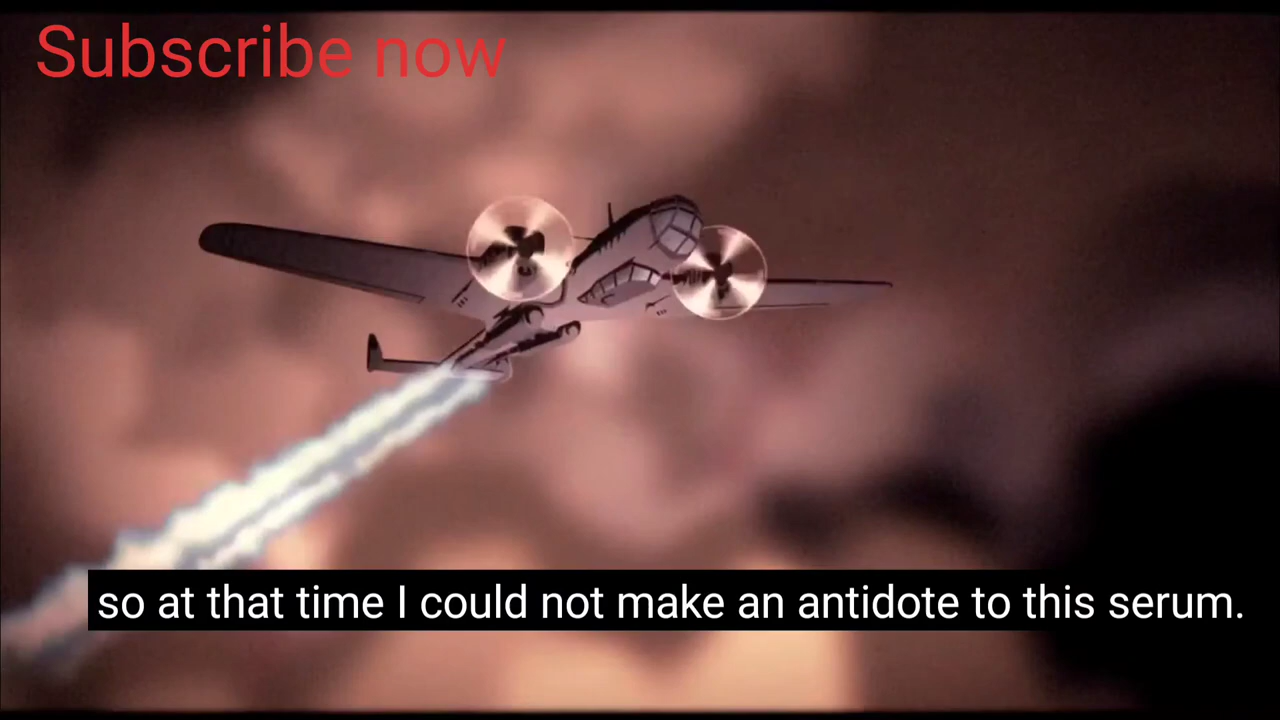 Subscribe now
so at that time I could not make an antidote to this serum.